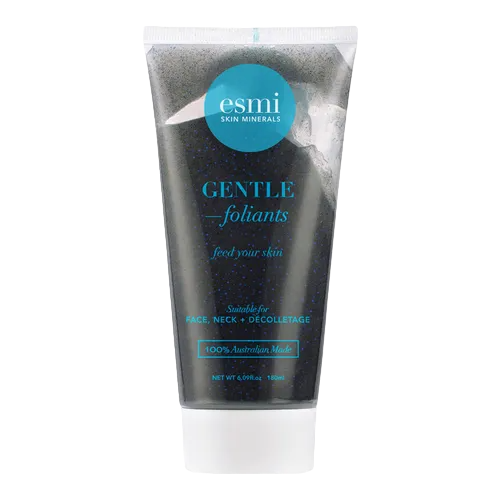 esmi
SKIN MINERALS
GENTLE
—foliants
feed your skin
Suitable for
FACE, NECK + DÉCOLLETAGE
100% Australian Made
NET WT 6.09fl.oz 180ml